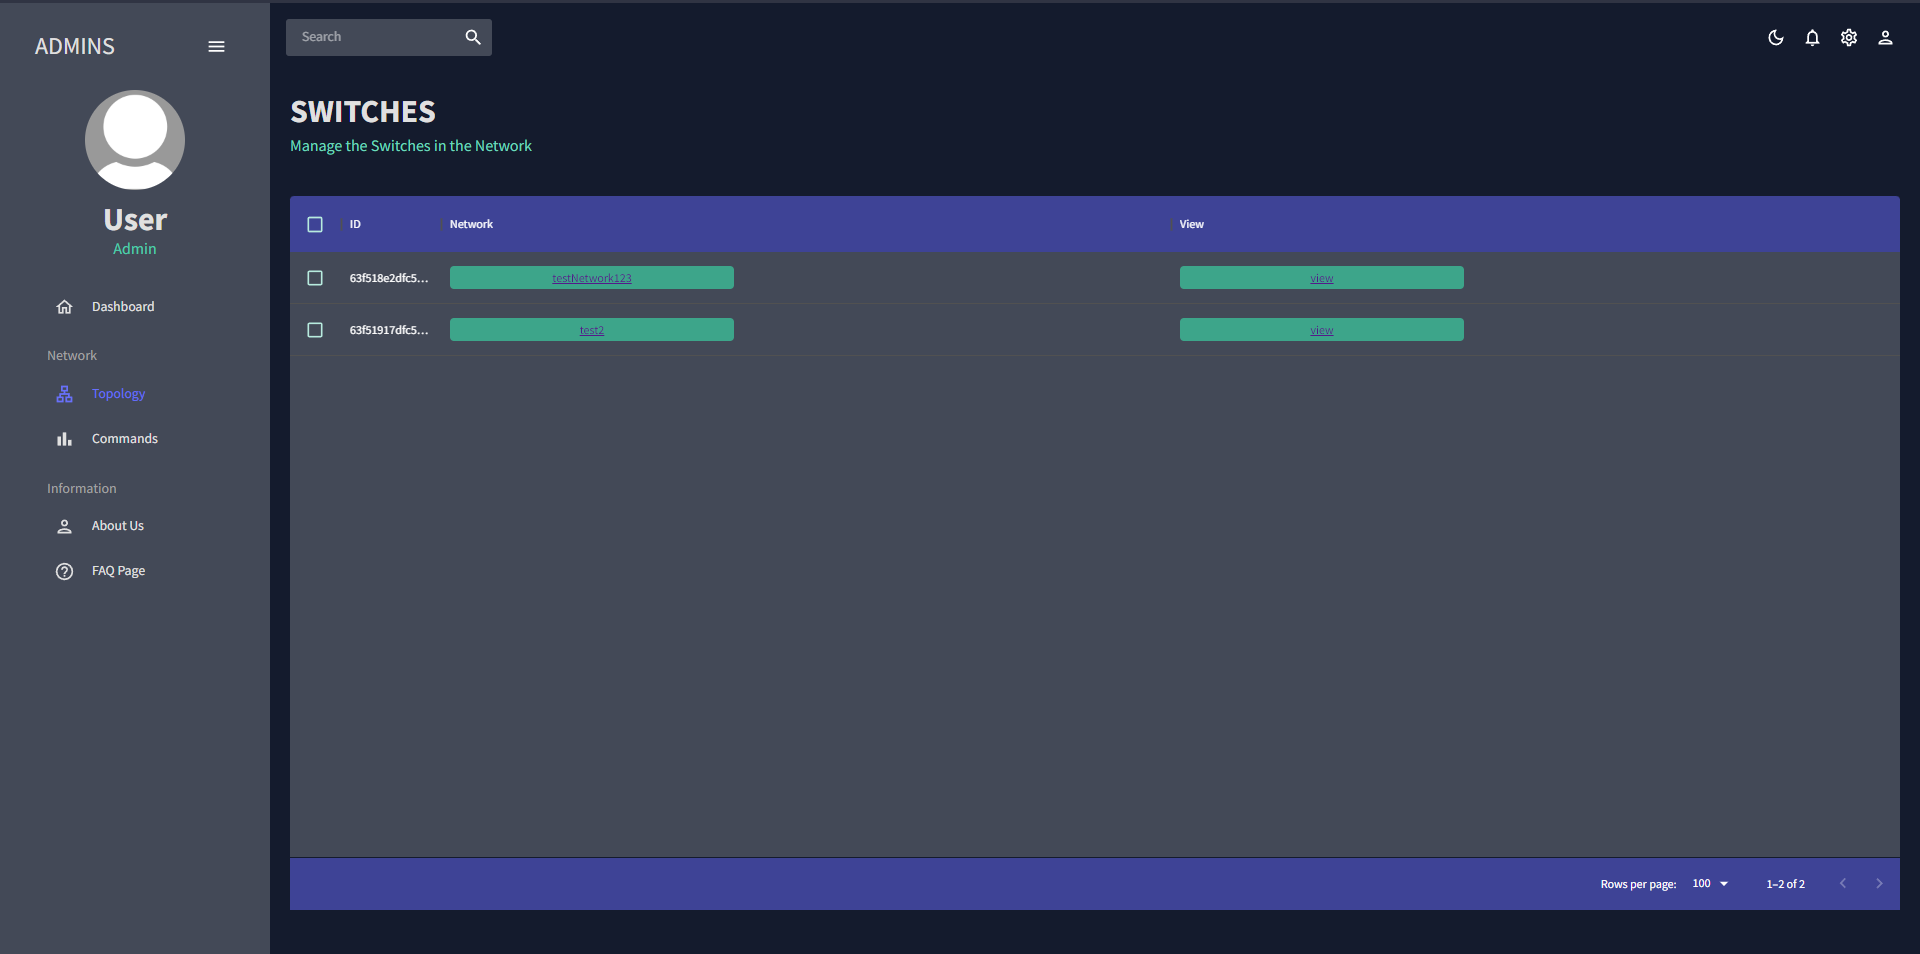 ADMINS
Search
User
Admin
Dashboard
Network
Topology
Commands
Information
About Us
FAQ Page
SWITCHES
Manage the Switches in the Network
ID Network View
63f518e2dfc5... testNetwork123 view
63f51917dfc5... test2 view
Rows per page: 100 1–2 of 2